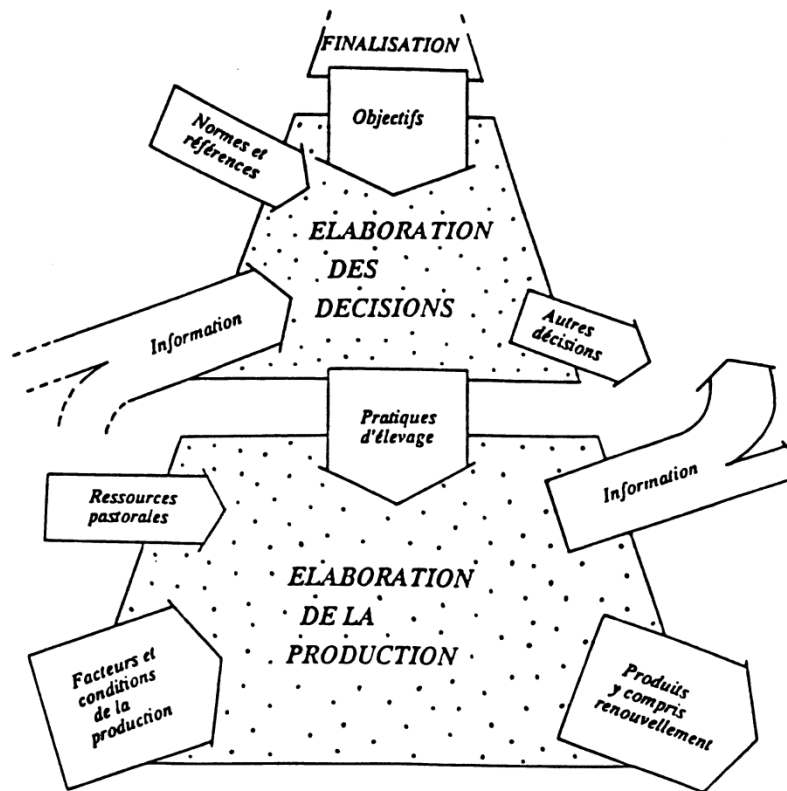 FINALISATION
Objectifs
Normes et
références
ELABORATION
DES
DECISIONS
Information
Autres
décisions
Pratiques
d'élevage
Ressources
pastorales
Information
ELABORATION
DE LA
PRODUCTION
Facteurs et
conditions
de la
production
Produits
y compris
renouvellement